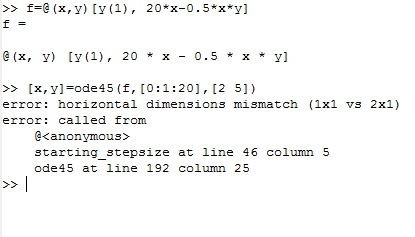 >> f=@(x,y)[y(1), 20*x-0.5*x*y]
f =
@(x, y) [y(1), 20 * x - 0.5 * x * y]
>> [x,y]=ode45(f,[0:1:20],[2 5])
error: horizontal dimensions mismatch (1x1 vs 2x1)
error: called from
    @<anonymous>
    starting_stepsize at line 46 column 5
    ode45 at line 192 column 25
>>